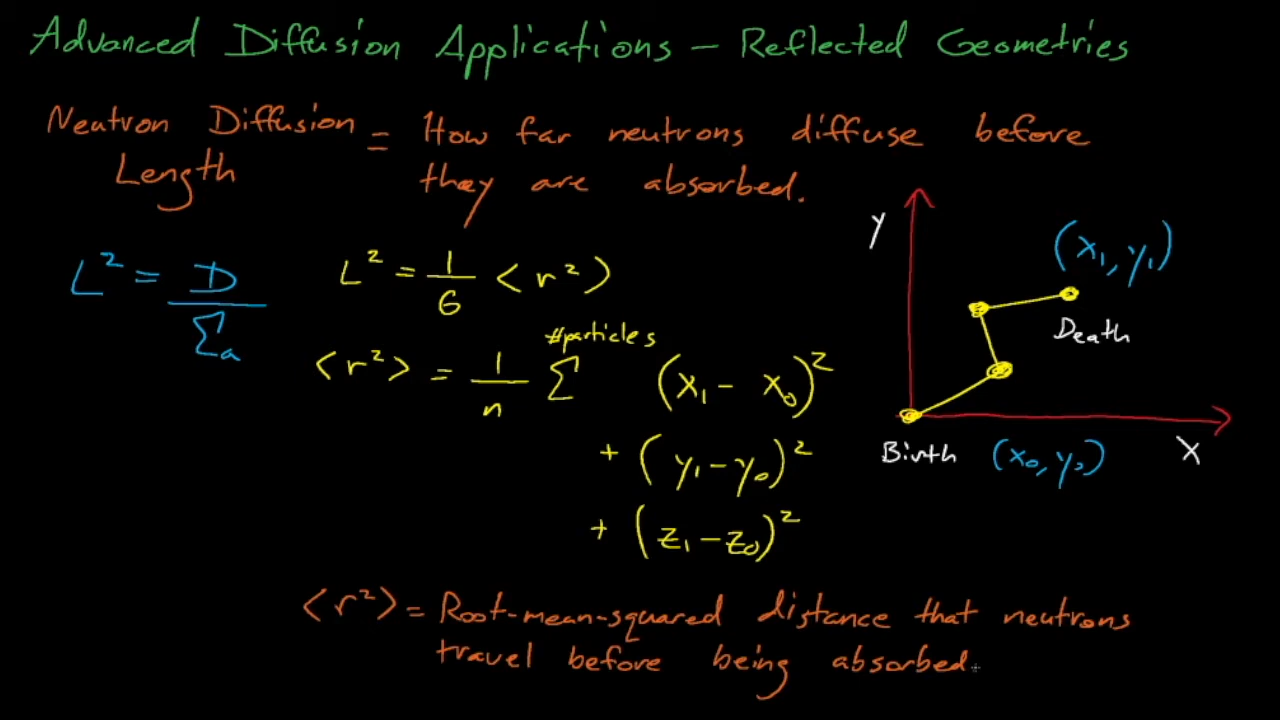 Advanced Diffusion Applications – Reflected Geometries
Neutron Diffusion Length = How far neutrons diffuse before
they are absorbed.
L² = D / Σa
L² = 1/6 <r²>
<r²> = 1/n Σ #particles (x₁ - x₀)²
+ (y₁ - y₀)²
+ (z₁ - z₀)²
y
(x₁, y₁)
Death
Birth (x₀, y₀)
x
<r²> = Root-mean-squared distance that neutrons
travel before being absorbed.